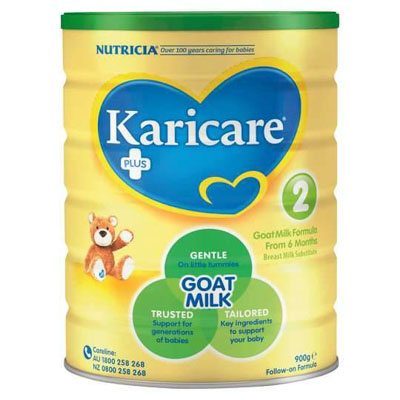 NUTRICIA
Over 100 years caring for babies
Karicare®
PLUS
2
Goat Milk Formula
From 6 Months
Breast Milk Substitute
GENTLE
On little tummies
GOAT
MILK
TRUSTED
Support for
generations
of babies
TAILORED
Key ingredients
to support
your baby
Careline:
AU 1800 258 268
NZ 0800 258 268
900g e
Follow-on Formula